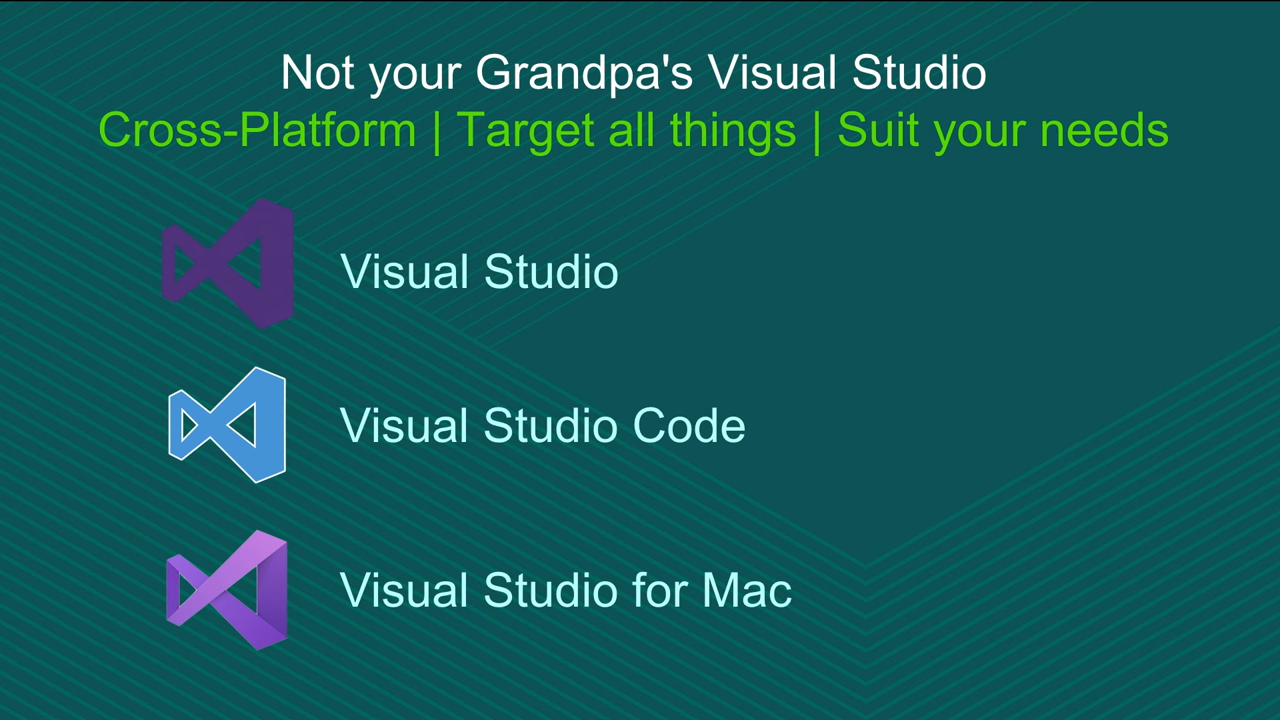 Not your Grandpa's Visual Studio
Cross-Platform | Target all things | Suit your needs
Visual Studio
Visual Studio Code
Visual Studio for Mac